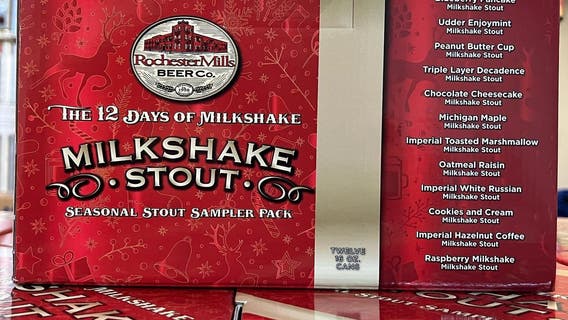 RochesterMills
BEER Co.
THE 12 DAYS OF MILKSHAKE
MILKSHAKE
STOUT
SEASONAL STOUT SAMPLER PACK
TWELVE
16 OZ.
CANS
Blueberry Pancake
Milkshake Stout
Udder Enjoymint
Milkshake Stout
Peanut Butter Cup
Milkshake Stout
Triple Layer Decadence
Milkshake Stout
Chocolate Cheesecake
Milkshake Stout
Michigan Maple
Milkshake Stout
Imperial Toasted Marshmallow
Milkshake Stout
Oatmeal Raisin
Milkshake Stout
Imperial White Russian
Milkshake Stout
Cookies and Cream
Milkshake Stout
Imperial Hazelnut Coffee
Milkshake Stout
Raspberry Milkshake
Milkshake Stout